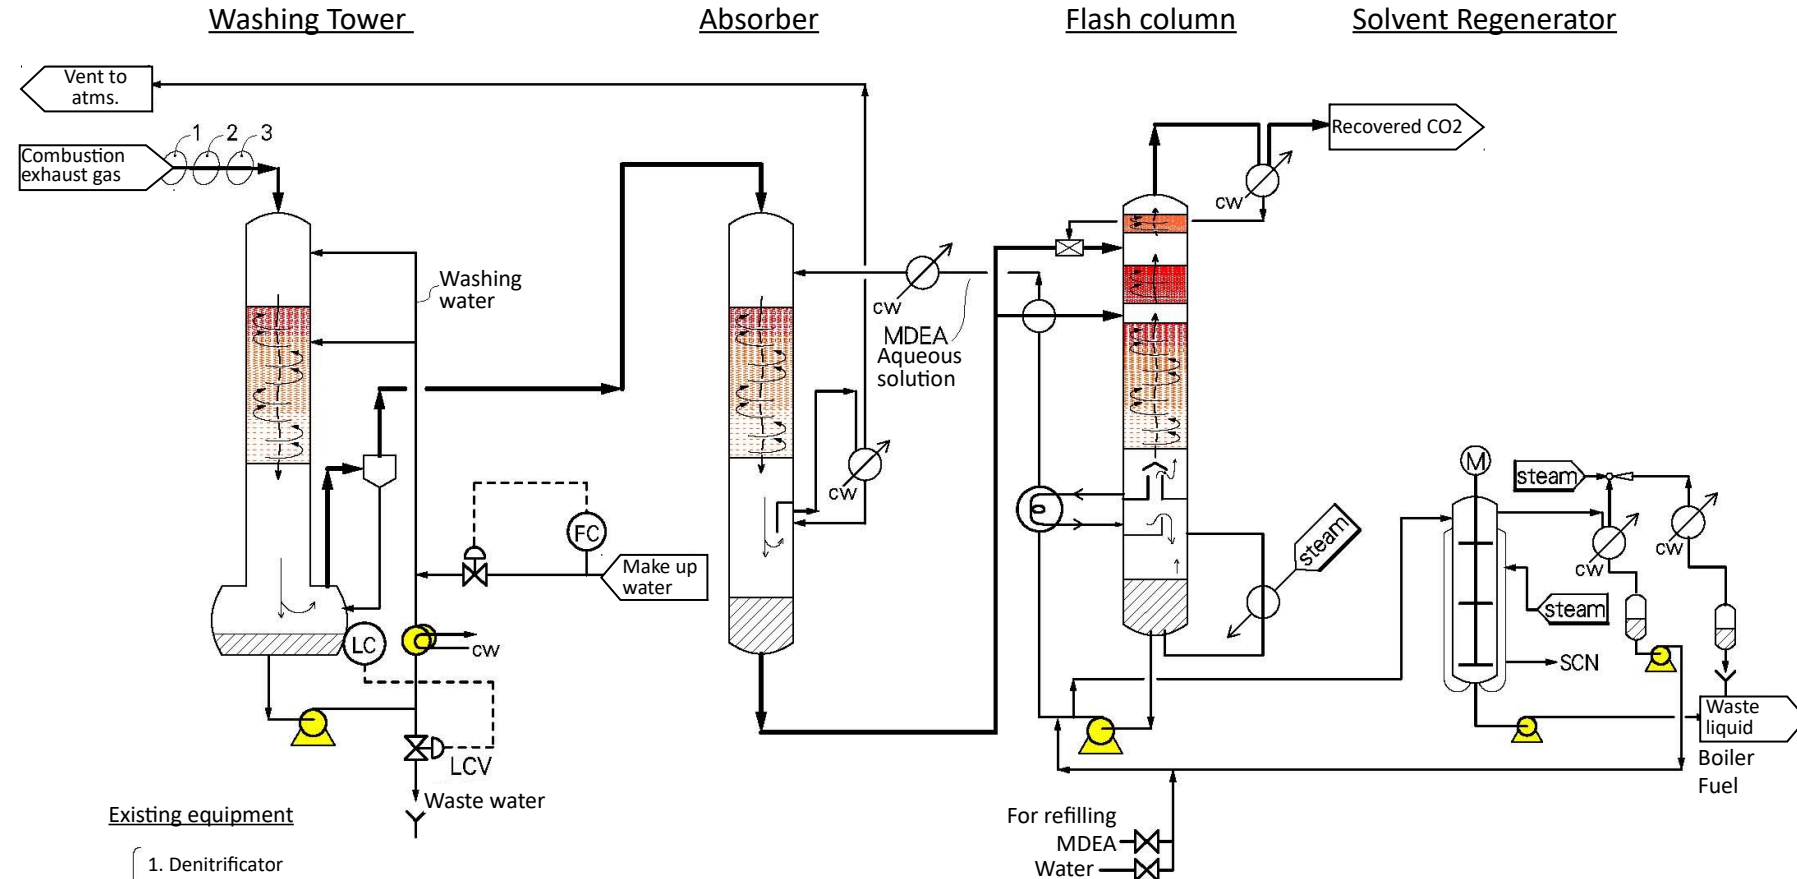 Washing Tower
Absorber
Flash column
Solvent Regenerator
Vent to
atms.
Combustion
exhaust gas
1
2
3
Recovered CO2
cw
Washing
water
cw
MDEA
Aqueous
solution
cw
FC
Make up
water
LC
cw
LCV
Waste water
steam
M
steam
cw
cw
steam
SCN
Waste
liquid
Boiler
Fuel
For refilling
MDEA
Water
Existing equipment
1. Denitrificator